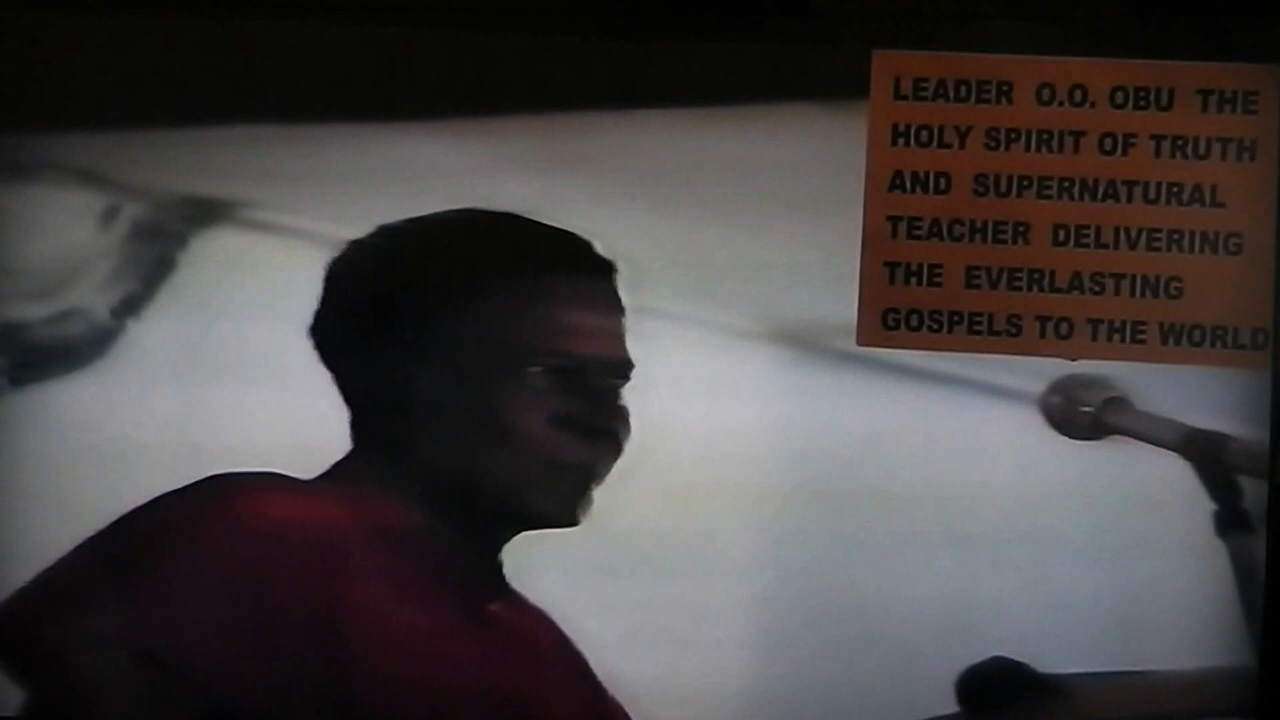 LEADER O.O. OBU THE
HOLY SPIRIT OF TRUTH
AND SUPERNATURAL
TEACHER DELIVERING
THE EVERLASTING
GOSPELS TO THE WORLD